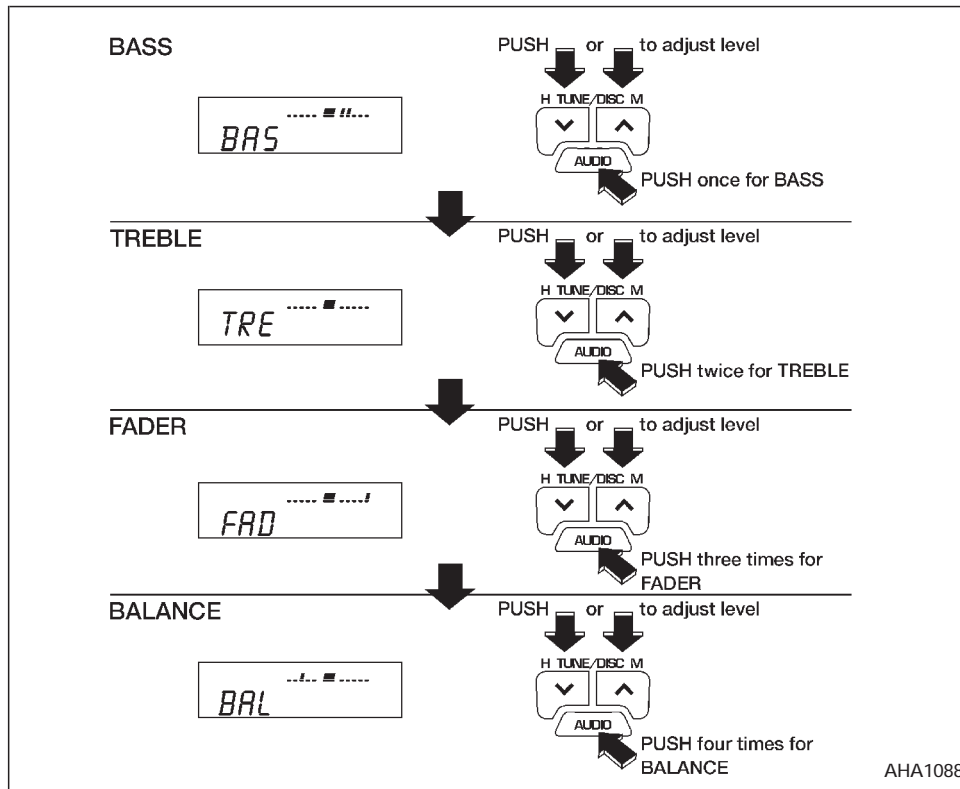 BASS
PUSH or to adjust level
H TUNE/DISC M
BAS
AUDIO
PUSH once for BASS
TREBLE
PUSH or to adjust level
H TUNE/DISC M
TRE
AUDIO
PUSH twice for TREBLE
FADER
PUSH or to adjust level
H TUNE/DISC M
FAD
AUDIO
PUSH three times for
FADER
BALANCE
PUSH or to adjust level
H TUNE/DISC M
BAL
AUDIO
PUSH four times for
BALANCE
AHA1088